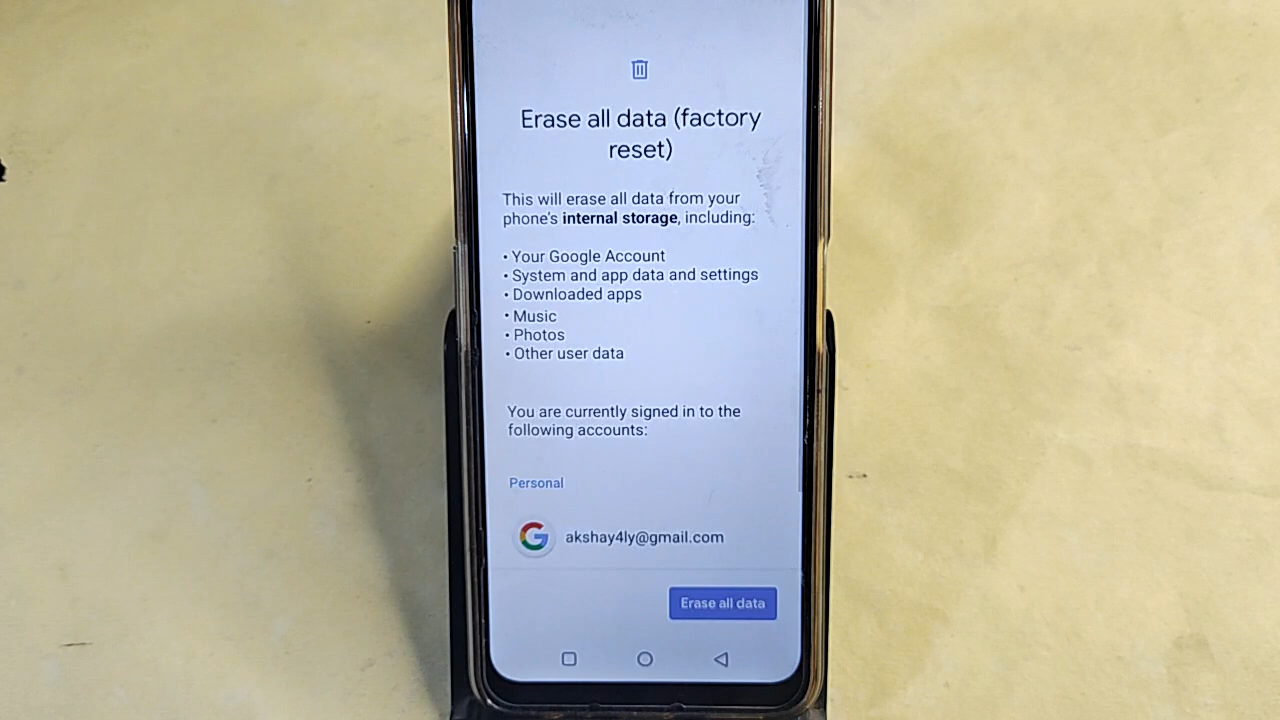 Erase all data (factory
reset)
This will erase all data from your
phone's internal storage, including:
• Your Google Account
• System and app data and settings
• Downloaded apps
• Music
• Photos
• Other user data
You are currently signed in to the
following accounts:
Personal
akshay4ly@gmail.com
Erase all data